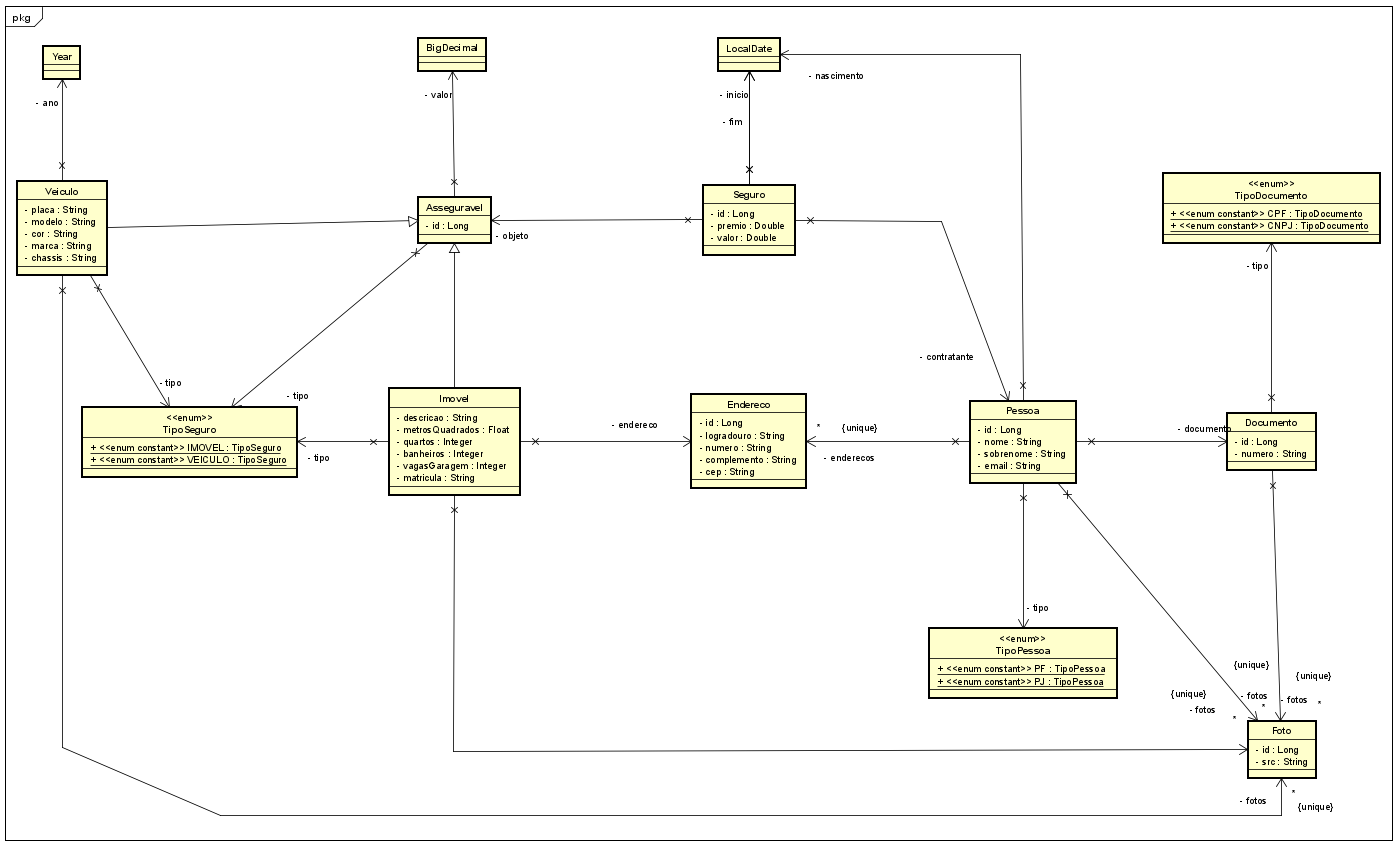 pkg
Year
- ano
BigDecimal
- valor
LocalDate
- inicio
- fim
- nascimento
Veiculo
- placa : String
- modelo : String
- cor : String
- marca : String
- chassis : String
Asseguravel
- id : Long
- objeto
Seguro
- id : Long
- premio : Double
- valor : Double
<<enum>>
TipoDocumento
+ <<enum constant>> CPF : TipoDocumento
+ <<enum constant>> CNPJ : TipoDocumento
- tipo
- contratante
- tipo
- tipo
<<enum>>
TipoSeguro
+ <<enum constant>> IMOVEL : TipoSeguro
+ <<enum constant>> VEICULO : TipoSeguro
- tipo
Imovel
- descricao : String
- metrosQuadrados : Float
- quartos : Integer
- banheiros : Integer
- vagasGaragem : Integer
- matricula : String
- endereco
Endereco
- id : Long
- logradouro : String
- numero : String
- complemento : String
- cep : String
* {unique}
- enderecos
Pessoa
- id : Long
- nome : String
- sobrenome : String
- email : String
- documento
Documento
- id : Long
- numero : String
- tipo
<<enum>>
TipoPessoa
+ <<enum constant>> PF : TipoPessoa
+ <<enum constant>> PJ : TipoPessoa
{unique}
{unique}
{unique}
- fotos
*
- fotos
*
- fotos
*
Foto
- id : Long
- src : String
- fotos
*
{unique}